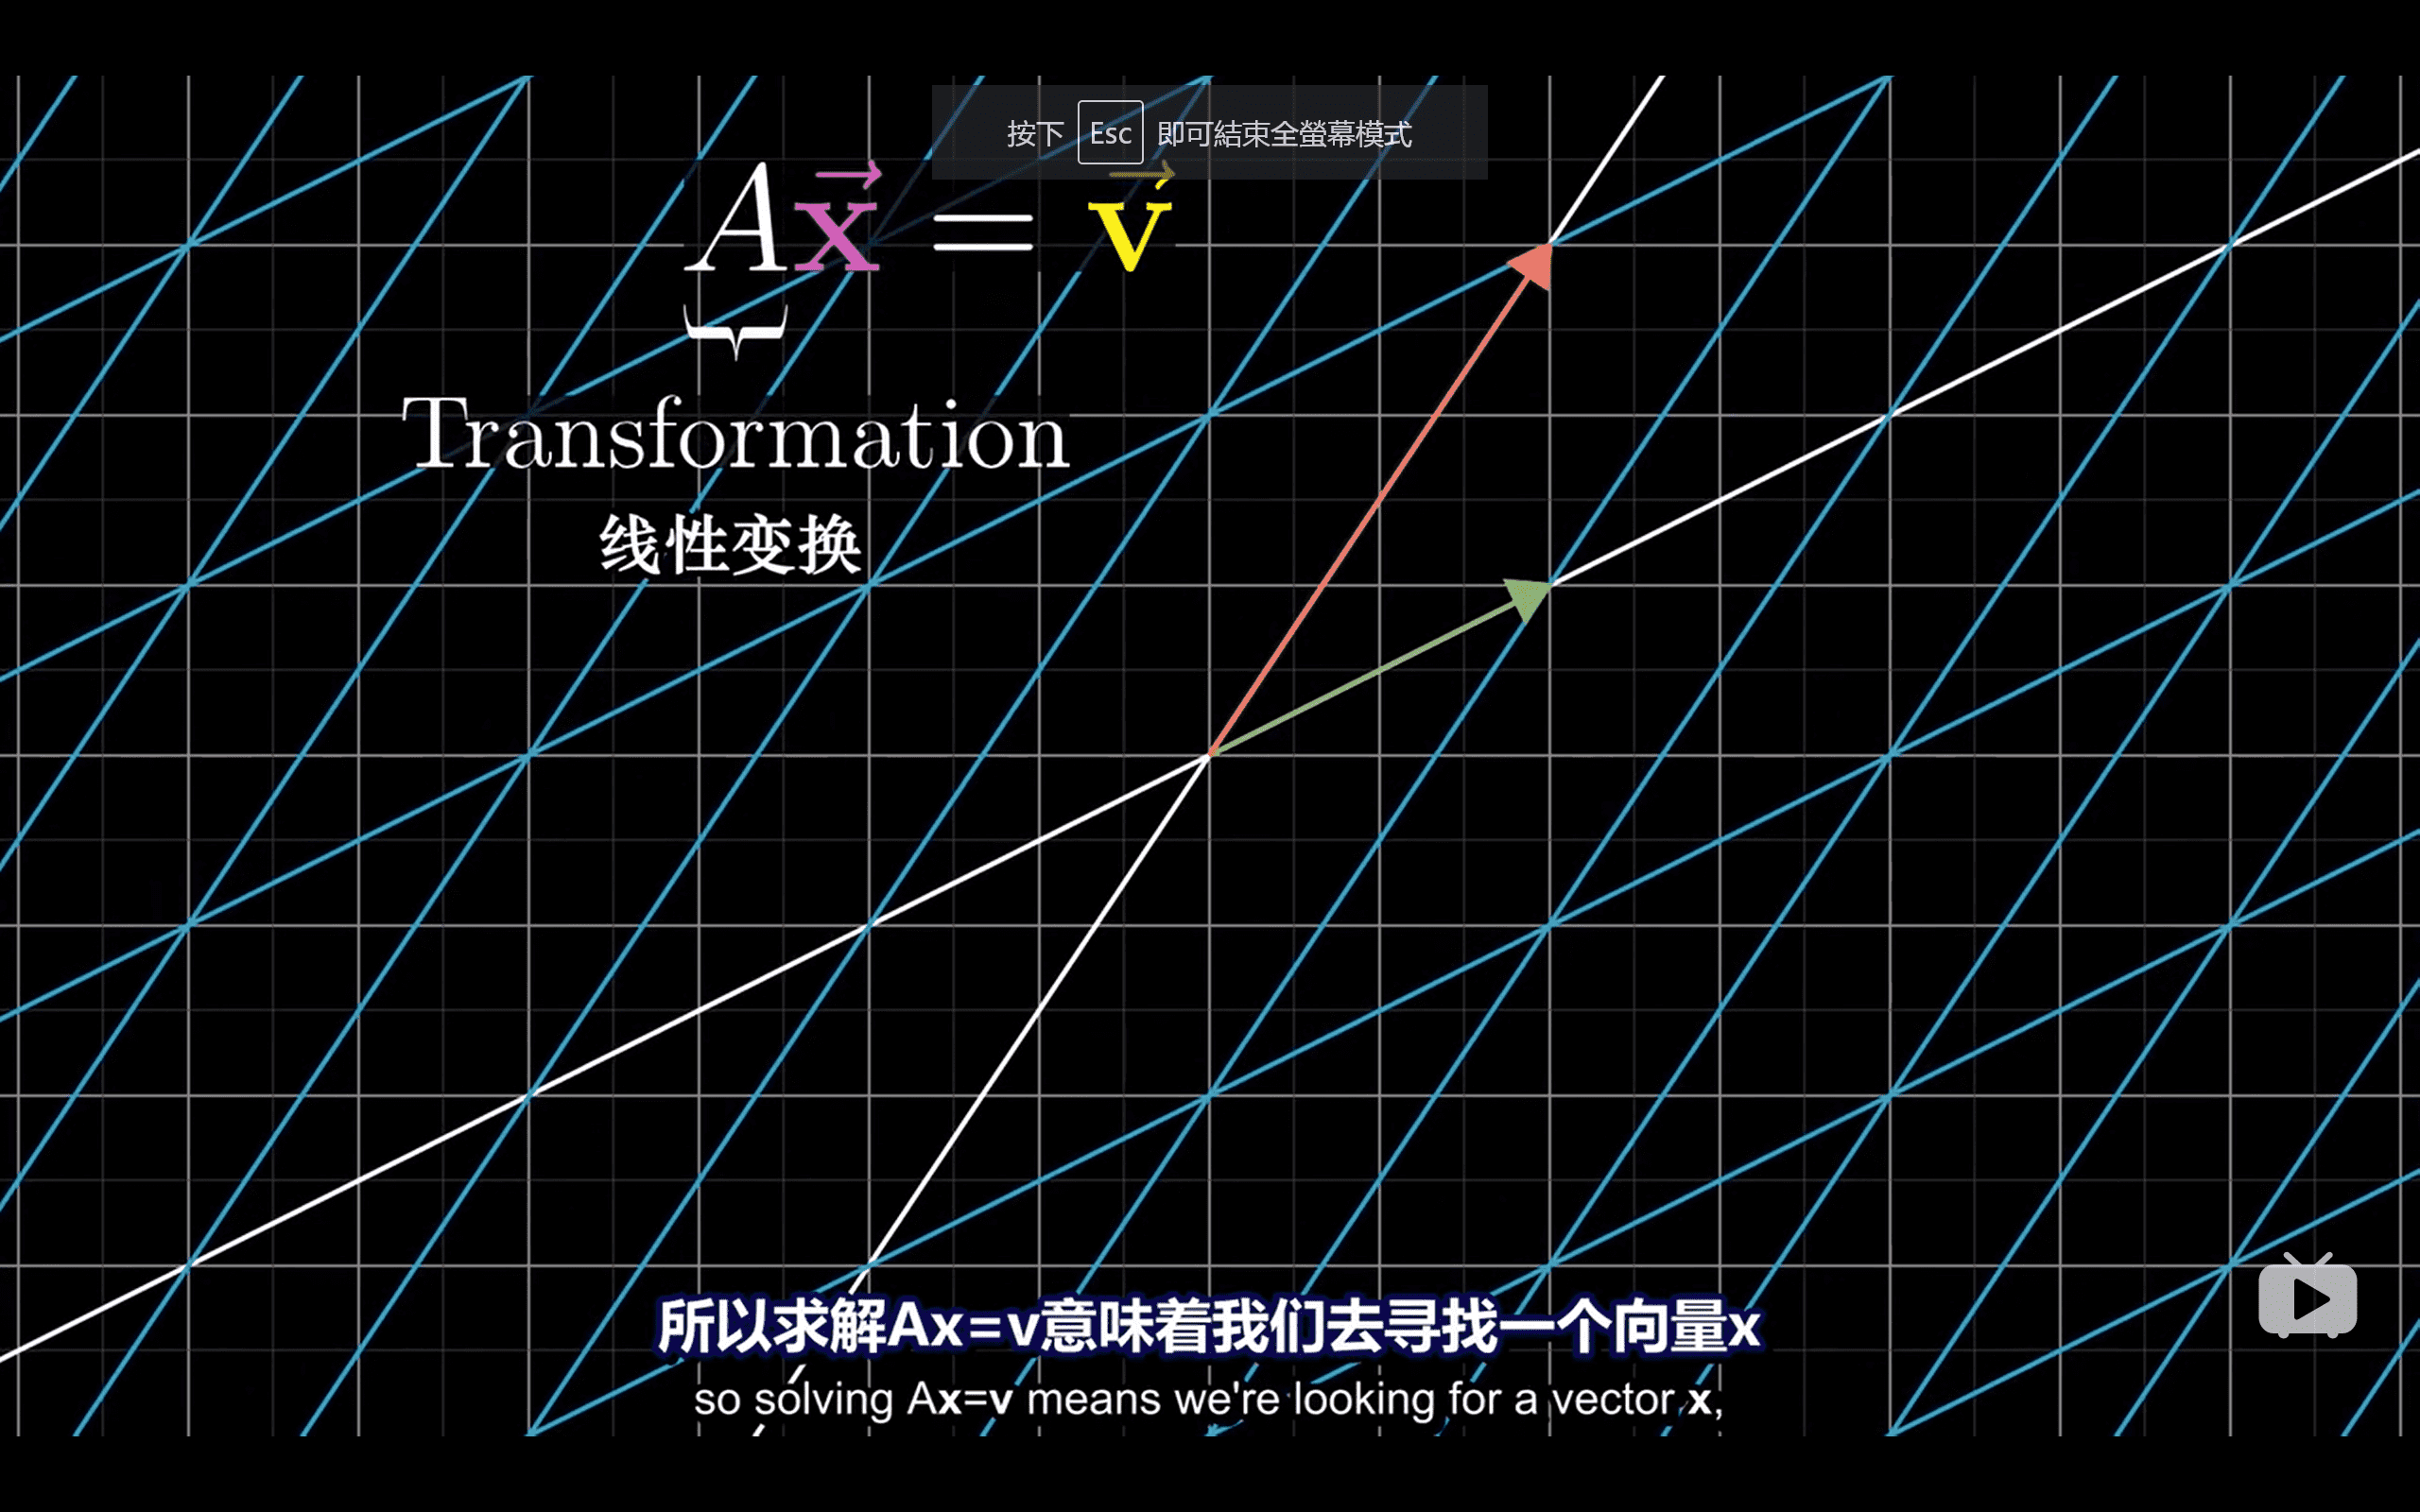 按下 Esc 即可結束全螢幕模式
Ax⃗ = v⃗
Transformation
线性变换
所以求解Ax=v意味着我们去寻找一个向量x
so solving Ax=v means we're looking for a vector x,